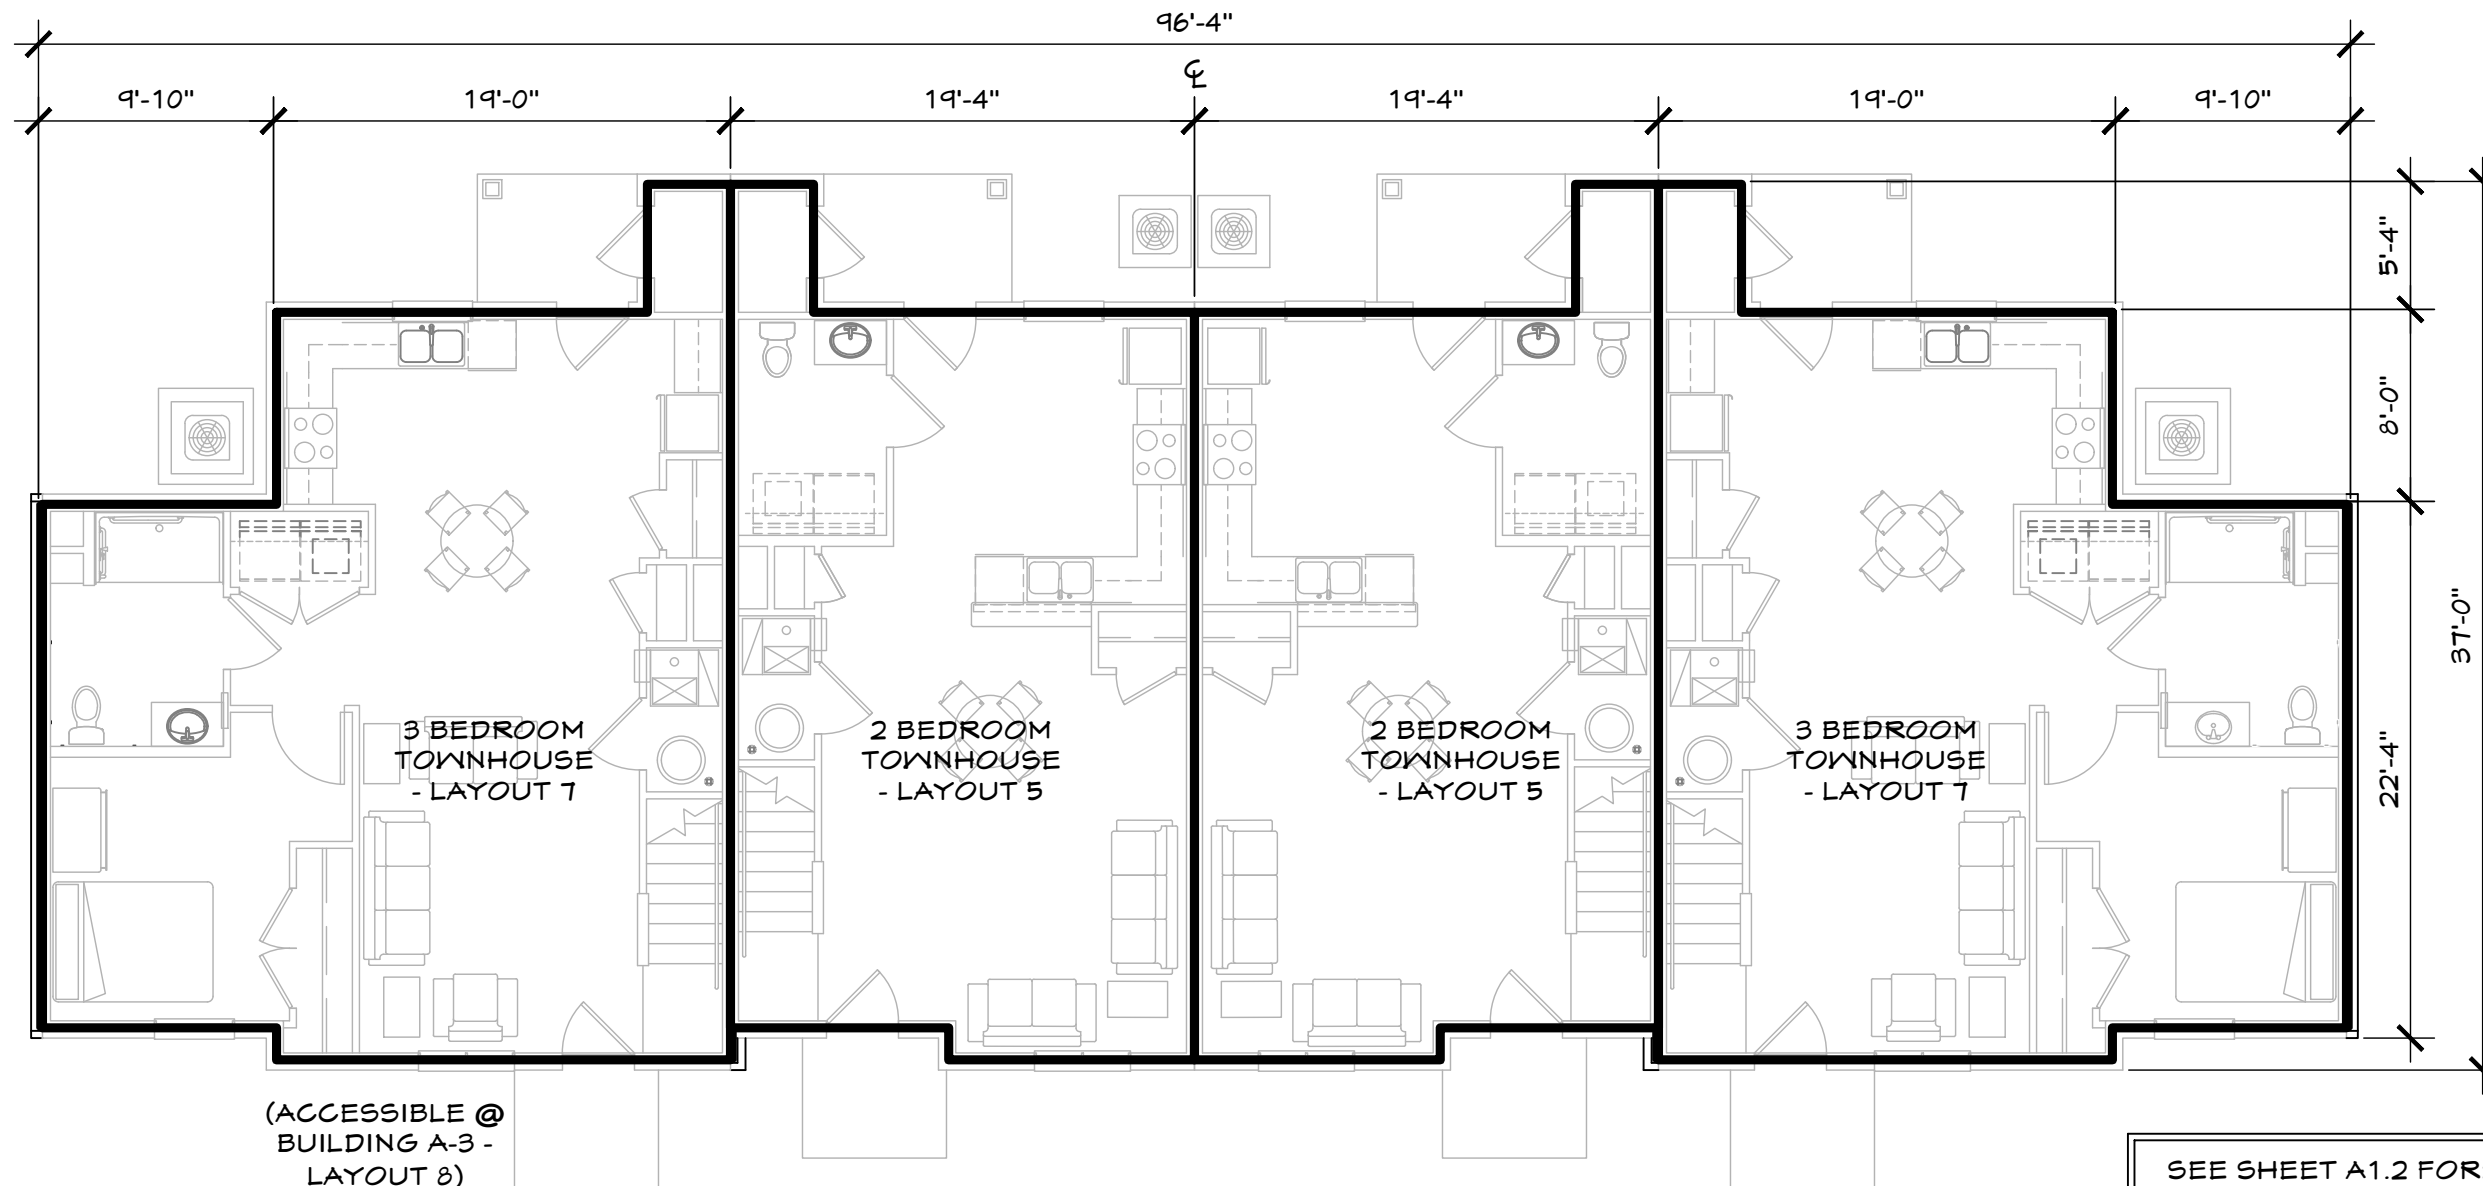 96'-4"
℄
9'-10" 19'-0" 19'-4" 19'-4" 19'-0" 9'-10"
5'-4"
8'-0"
37'-0"
22'-4"
3 BEDROOM
TOWNHOUSE
- LAYOUT 7
2 BEDROOM
TOWNHOUSE
- LAYOUT 5
2 BEDROOM
TOWNHOUSE
- LAYOUT 5
3 BEDROOM
TOWNHOUSE
- LAYOUT 7
(ACCESSIBLE @
BUILDING A-3 -
LAYOUT 8)
SEE SHEET A1.2 FOR